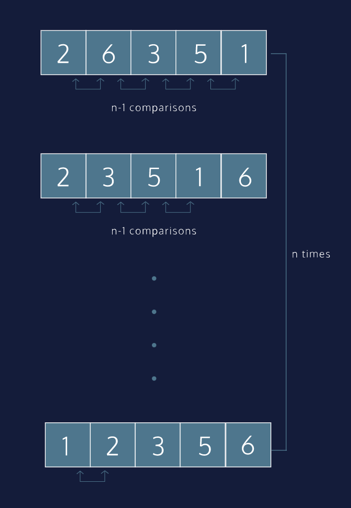 2 6 3 5 1
n-1 comparisons
2 3 5 1 6
n-1 comparisons
n times
1 2 3 5 6